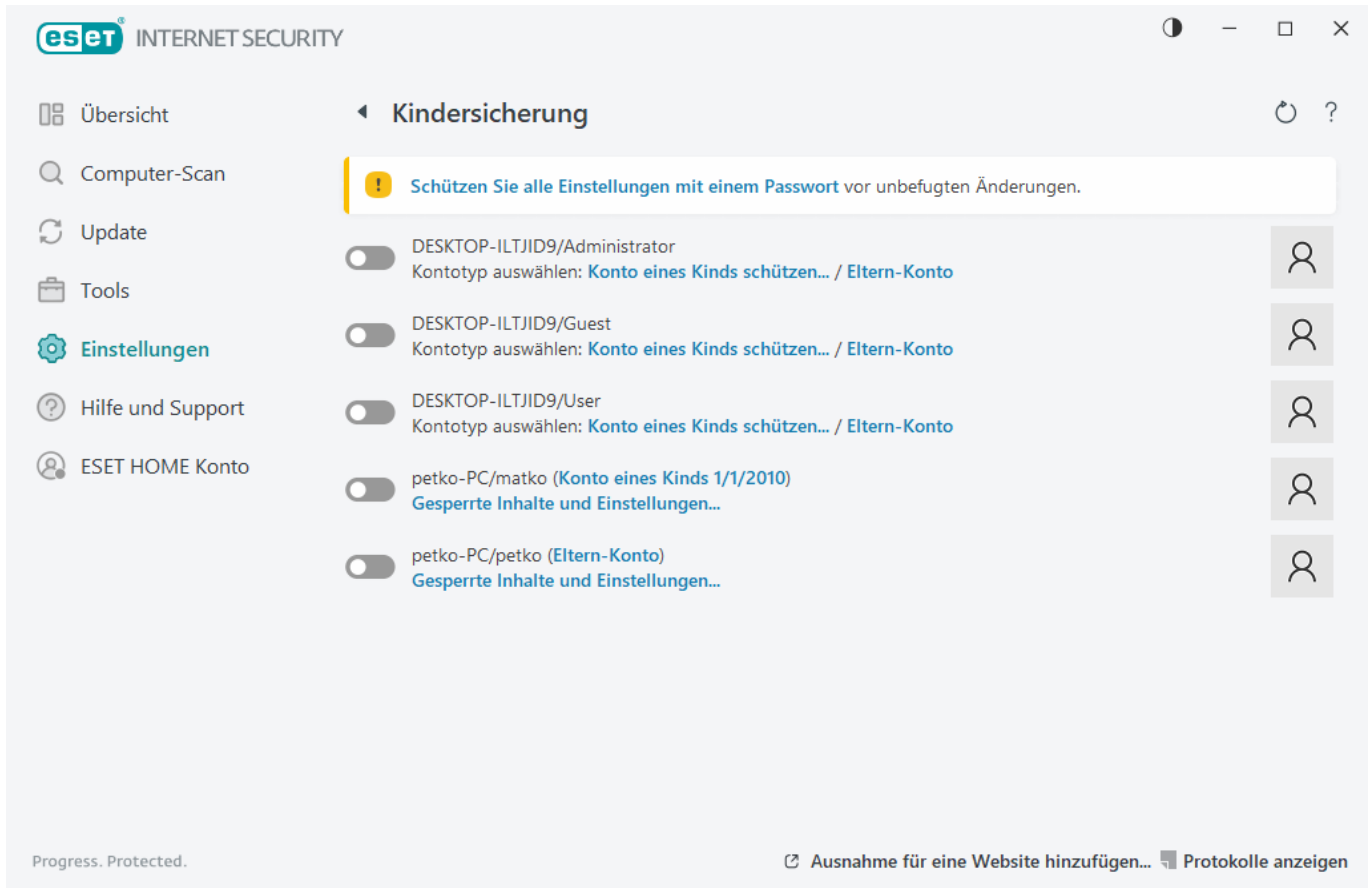 eset® INTERNET SECURITY
Übersicht
Computer-Scan
Update
Tools
Einstellungen
Hilfe und Support
ESET HOME Konto
Kindersicherung
?
! Schützen Sie alle Einstellungen mit einem Passwort vor unbefugten Änderungen.
DESKTOP-ILTJID9/Administrator
Kontotyp auswählen: Konto eines Kinds schützen... / Eltern-Konto
DESKTOP-ILTJID9/Guest
Kontotyp auswählen: Konto eines Kinds schützen... / Eltern-Konto
DESKTOP-ILTJID9/User
Kontotyp auswählen: Konto eines Kinds schützen... / Eltern-Konto
petko-PC/matko (Konto eines Kinds 1/1/2010)
Gesperrte Inhalte und Einstellungen...
petko-PC/petko (Eltern-Konto)
Gesperrte Inhalte und Einstellungen...
Progress. Protected.
Ausnahme für eine Website hinzufügen... Protokolle anzeigen